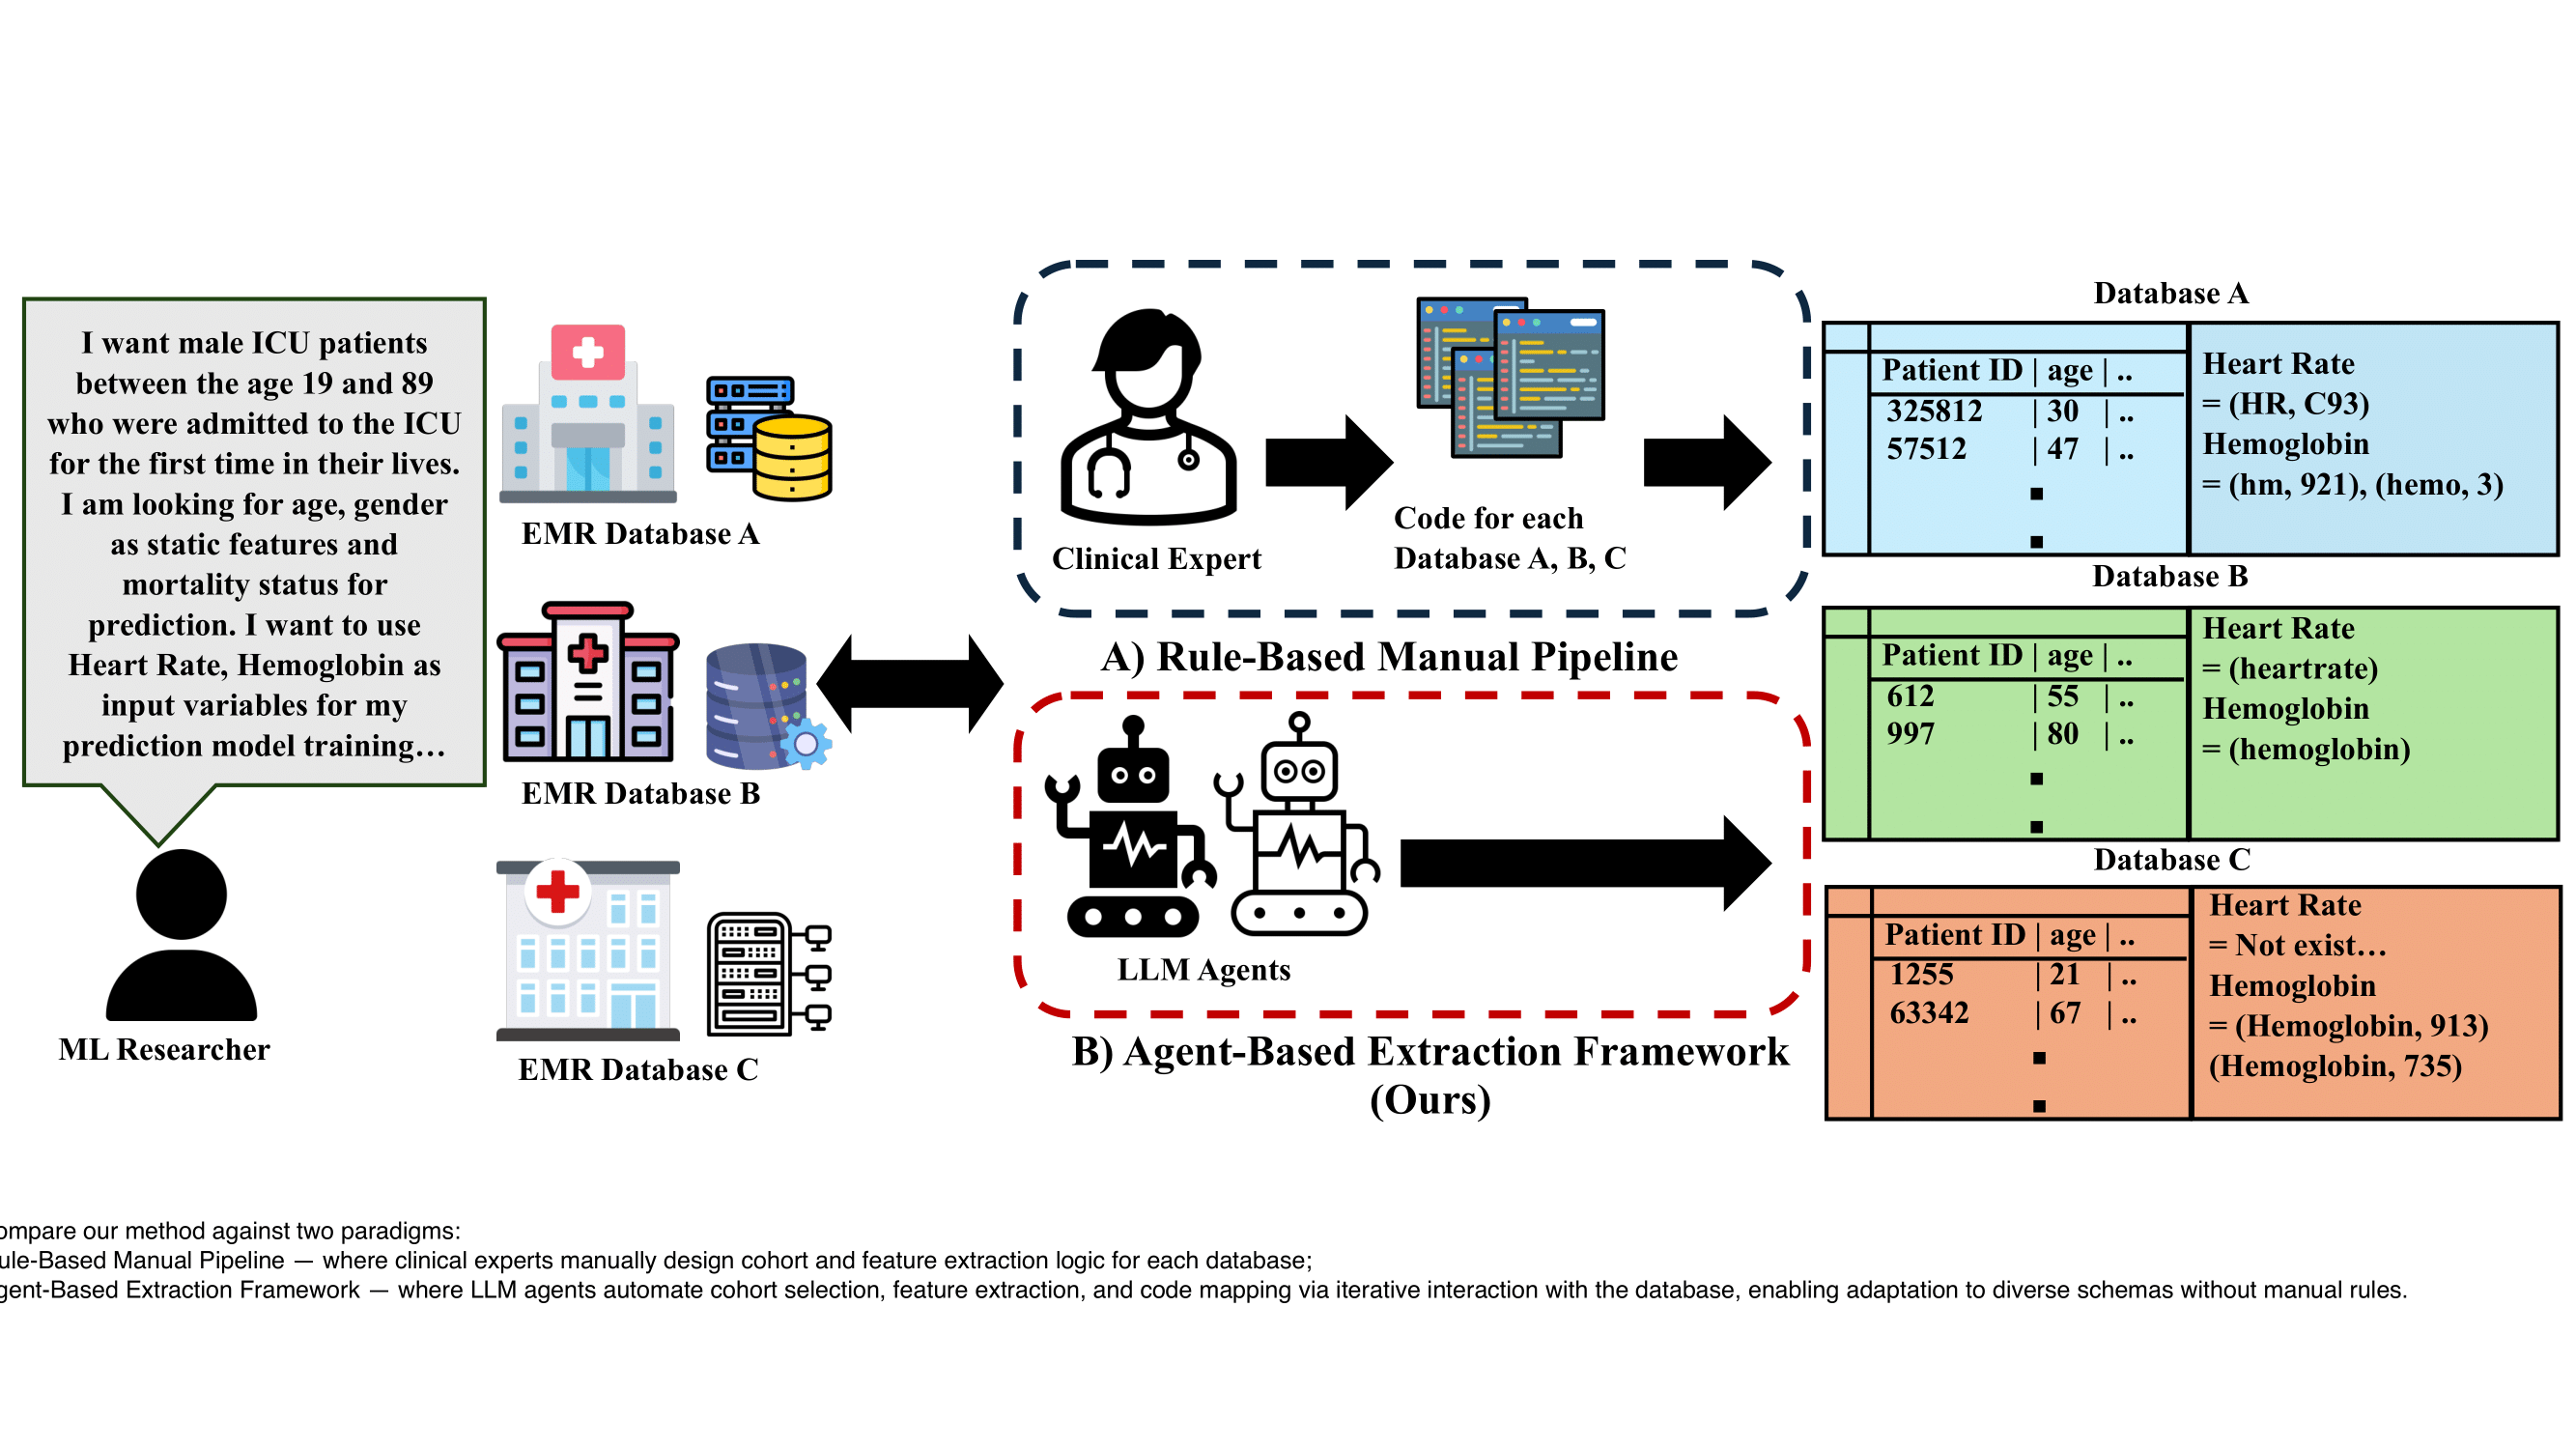 I want male ICU patients
between the age 19 and 89
who were admitted to the ICU
for the first time in their lives.
I am looking for age, gender
as static features and
mortality status for
prediction. I want to use
Heart Rate, Hemoglobin as
input variables for my
prediction model training…
ML Researcher
EMR Database A
EMR Database B
EMR Database C
Clinical Expert
Code for each
Database A, B, C
A) Rule-Based Manual Pipeline
LLM Agents
B) Agent-Based Extraction Framework
(Ours)
Database A
Patient ID | age | ..
325812 | 30 | ..
57512 | 47 | ..
Heart Rate
= (HR, C93)
Hemoglobin
= (hm, 921), (hemo, 3)
Database B
Patient ID | age | ..
612 | 55 | ..
997 | 80 | ..
Heart Rate
= (heartrate)
Hemoglobin
= (hemoglobin)
Database C
Patient ID | age | ..
1255 | 21 | ..
63342 | 67 | ..
Heart Rate
= Not exist…
Hemoglobin
= (Hemoglobin, 913)
(Hemoglobin, 735)
ompare our method against two paradigms:
ule-Based Manual Pipeline — where clinical experts manually design cohort and feature extraction logic for each database;
gent-Based Extraction Framework — where LLM agents automate cohort selection, feature extraction, and code mapping via iterative interaction with the database, enabling adaptation to diverse schemas without manual rules.